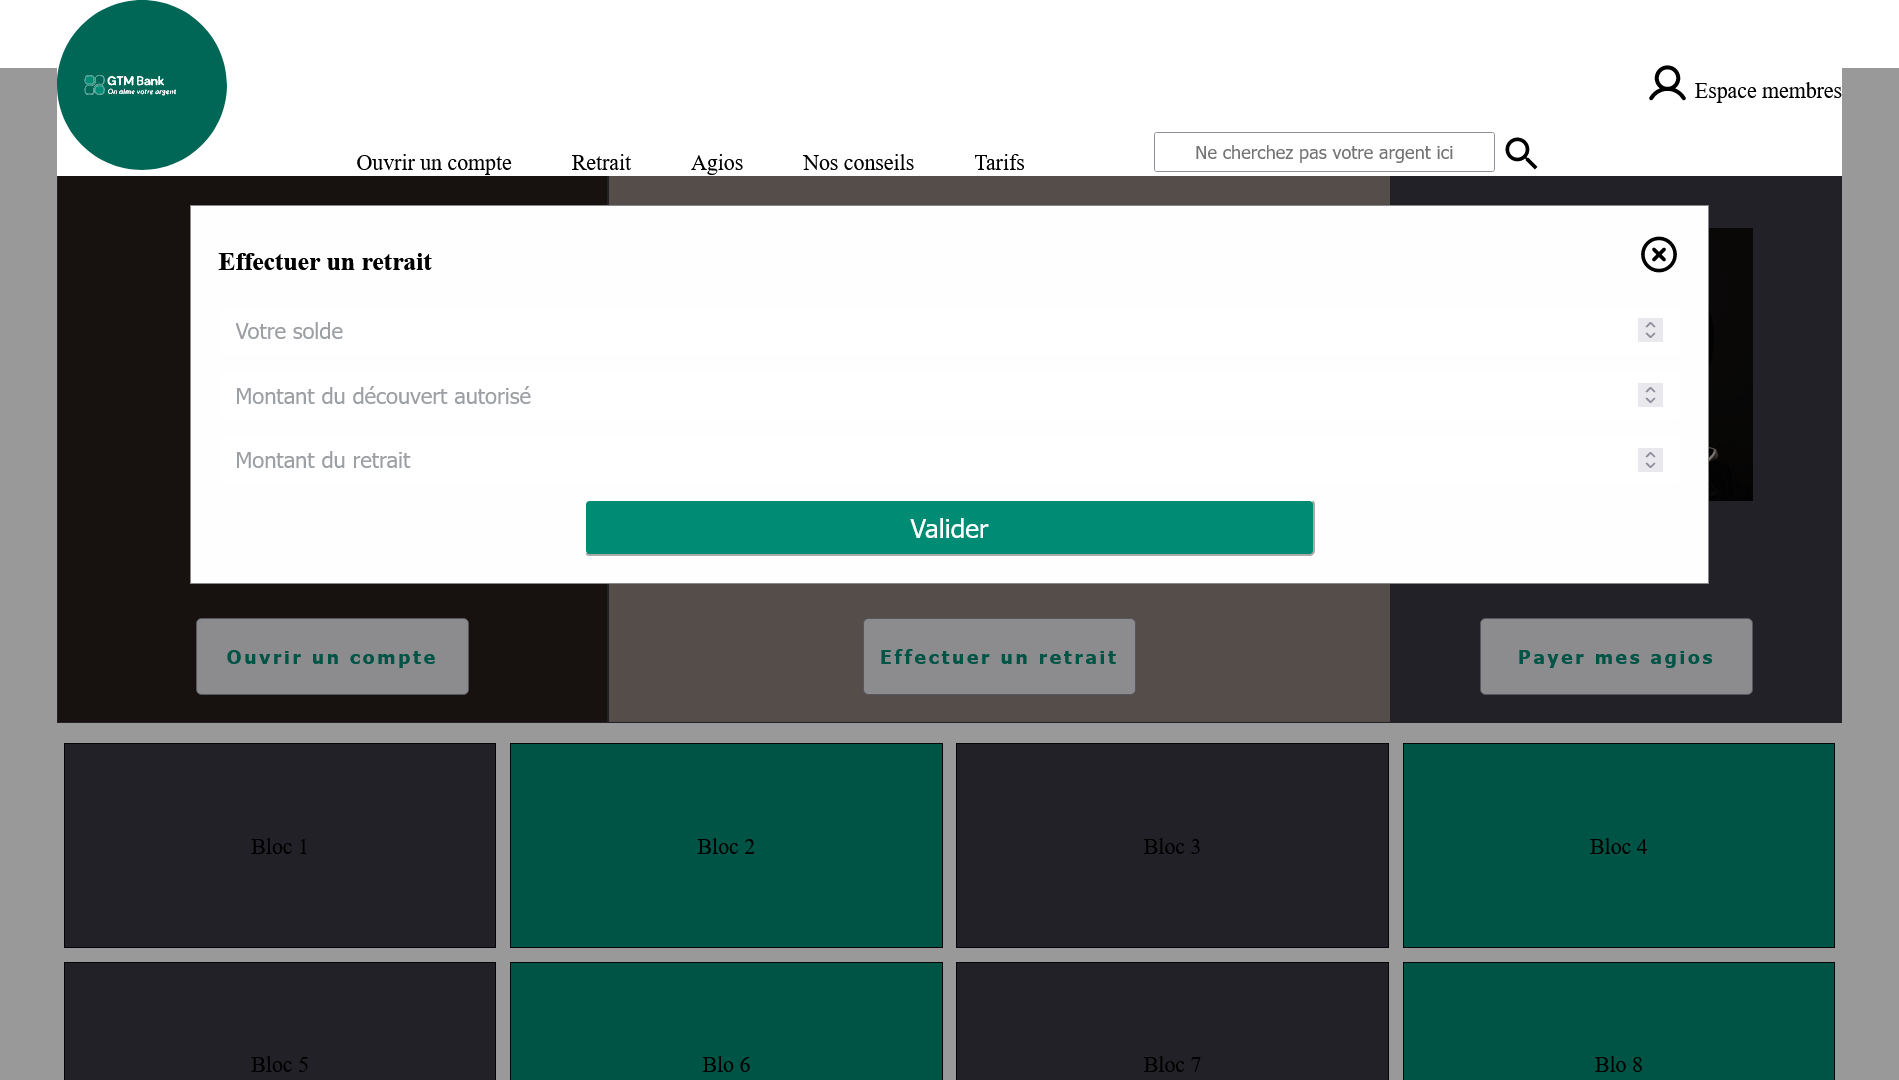 GTM Bank
On aime votre argent
Espace membres
Ouvrir un compte
Retrait
Agios
Nos conseils
Tarifs
Ne cherchez pas votre argent ici
Effectuer un retrait
Votre solde
Montant du découvert autorisé
Montant du retrait
Valider
Ouvrir un compte
Effectuer un retrait
Payer mes agios
Bloc 1
Bloc 2
Bloc 3
Bloc 4
Bloc 5
Blo 6
Bloc 7
Blo 8